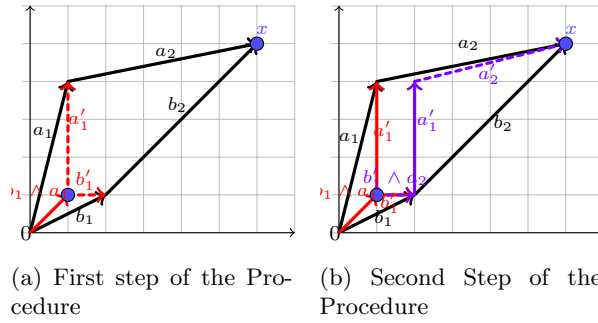 x
a₂
b₂
a₁
a′₁
b′₁
b₁
0
x
a₂
a′₂
b₂
a₁
a′₁
a′₁
b′₁
b₁
0
(a) First step of the Pro-
cedure
(b) Second Step of the
Procedure